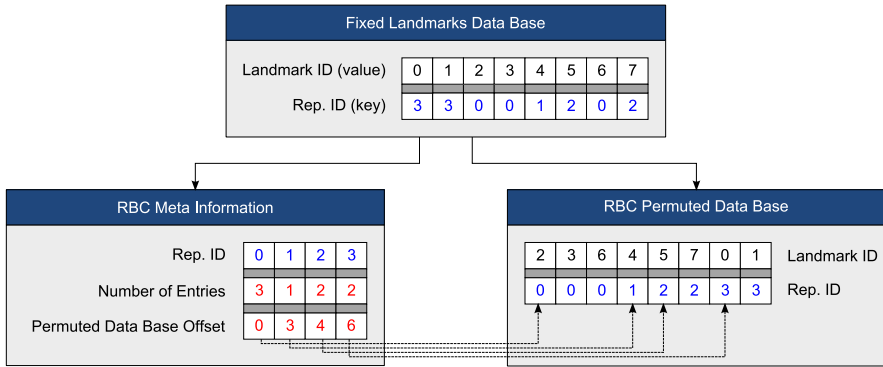 Fixed Landmarks Data Base
Landmark ID (value) 0 1 2 3 4 5 6 7
Rep. ID (key) 3 3 0 0 1 2 0 2
RBC Meta Information
Rep. ID 0 1 2 3
Number of Entries 3 1 2 2
Permuted Data Base Offset 0 3 4 6
RBC Permuted Data Base
2 3 6 4 5 7 0 1 Landmark ID
0 0 0 1 2 2 3 3 Rep. ID